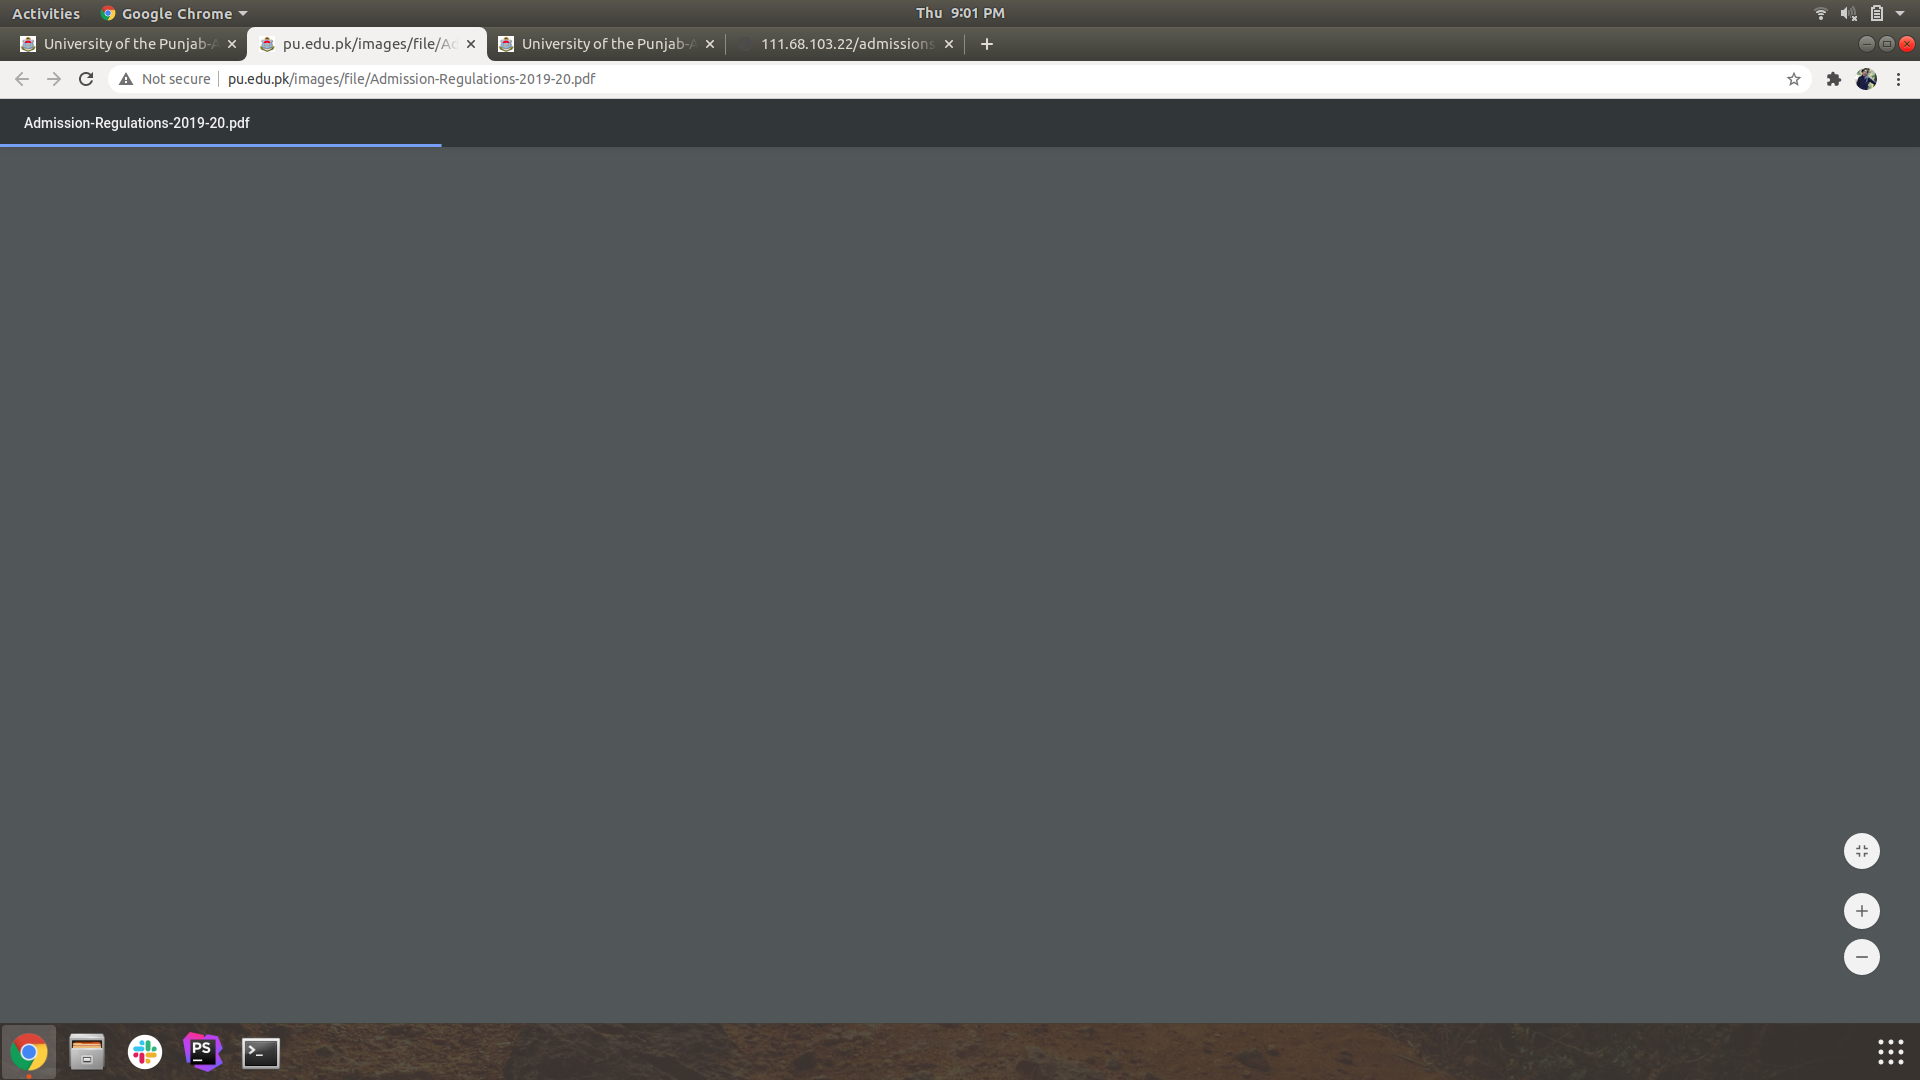 Activities Google Chrome Thu 9:01 PM
University of the Punjab-A pu.edu.pk/images/file/Ad University of the Punjab-A 111.68.103.22/admissions
Not secure pu.edu.pk/images/file/Admission-Regulations-2019-20.pdf
Admission-Regulations-2019-20.pdf
PS